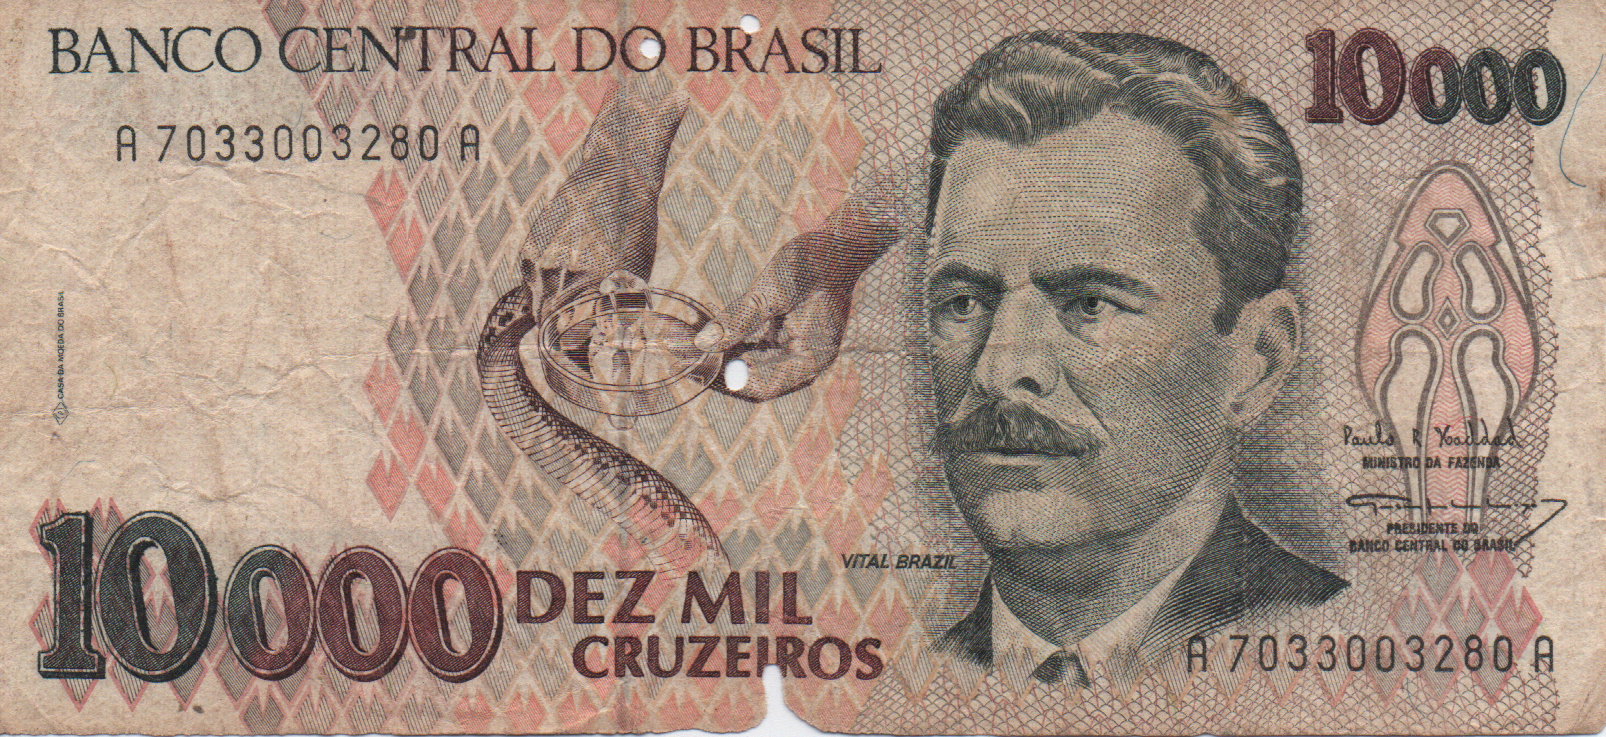 BANCO CENTRAL DO BRASIL
10000
A 7033003280 A
CASA DA MOEDA DO BRASIL
Paulo R Haddad
MINISTRO DA FAZENDA
PRESIDENTE DO
BANCO CENTRAL DO BRASIL
VITAL BRAZIL
10000
DEZ MIL
CRUZEIROS
A 7033003280 A